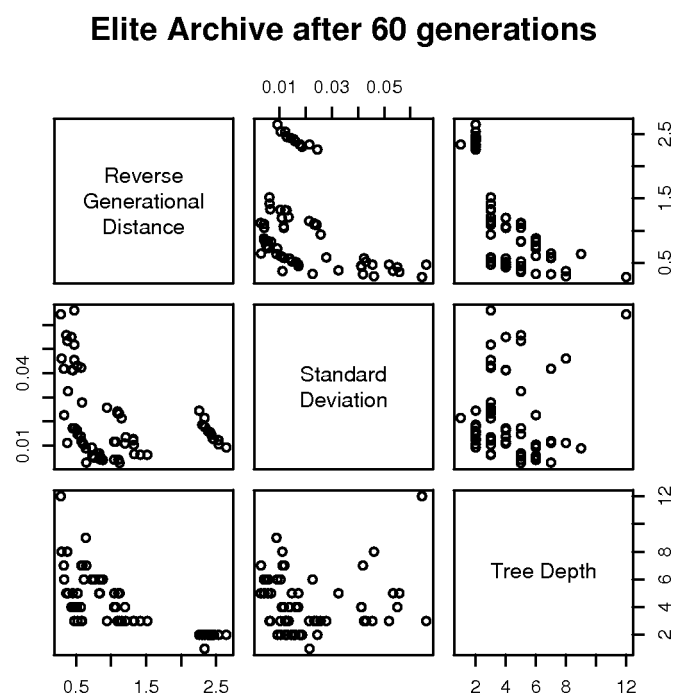 Elite Archive after 60 generations
0.01 0.03 0.05
Reverse
Generational
Distance
0.5 1.5 2.5
0.01 0.04
Standard
Deviation
Tree Depth
2 4 6 8 12
0.5 1.5 2.5
2 4 6 8 12